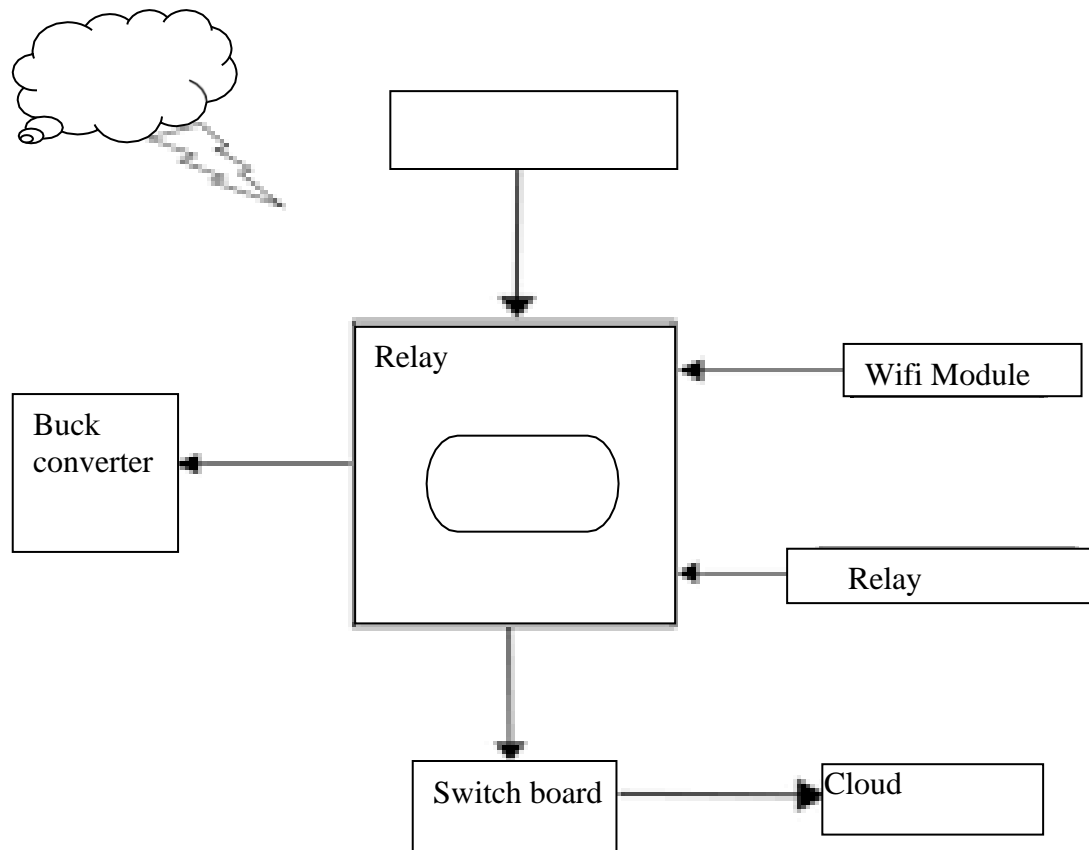 Relay
Wifi Module
Buck
converter
Relay
Switch board
Cloud